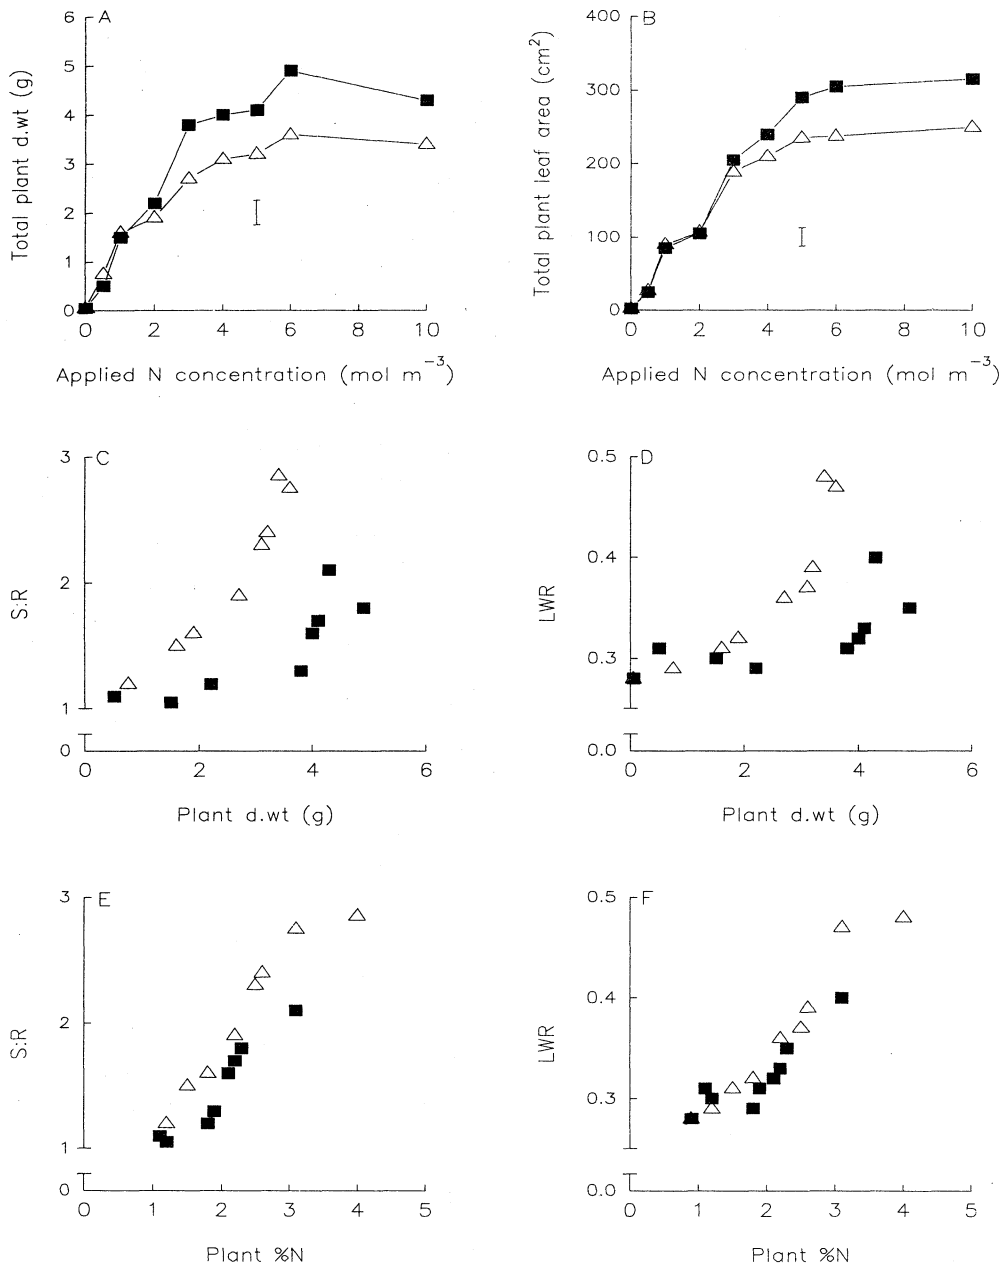 A
Total plant d.wt (g)
6
5
4
3
2
1
0
0 2 4 6 8 10
Applied N concentration (mol m⁻³)
B
Total plant leaf area (cm²)
400
300
200
100
0
0 2 4 6 8 10
Applied N concentration (mol m⁻³)
C
S:R
3
2
1
0
0 2 4 6
Plant d.wt (g)
D
LWR
0.5
0.4
0.3
0.0
0 2 4 6
Plant d.wt (g)
E
S:R
3
2
1
0
0 1 2 3 4 5
Plant %N
F
LWR
0.5
0.4
0.3
0.0
0 1 2 3 4 5
Plant %N